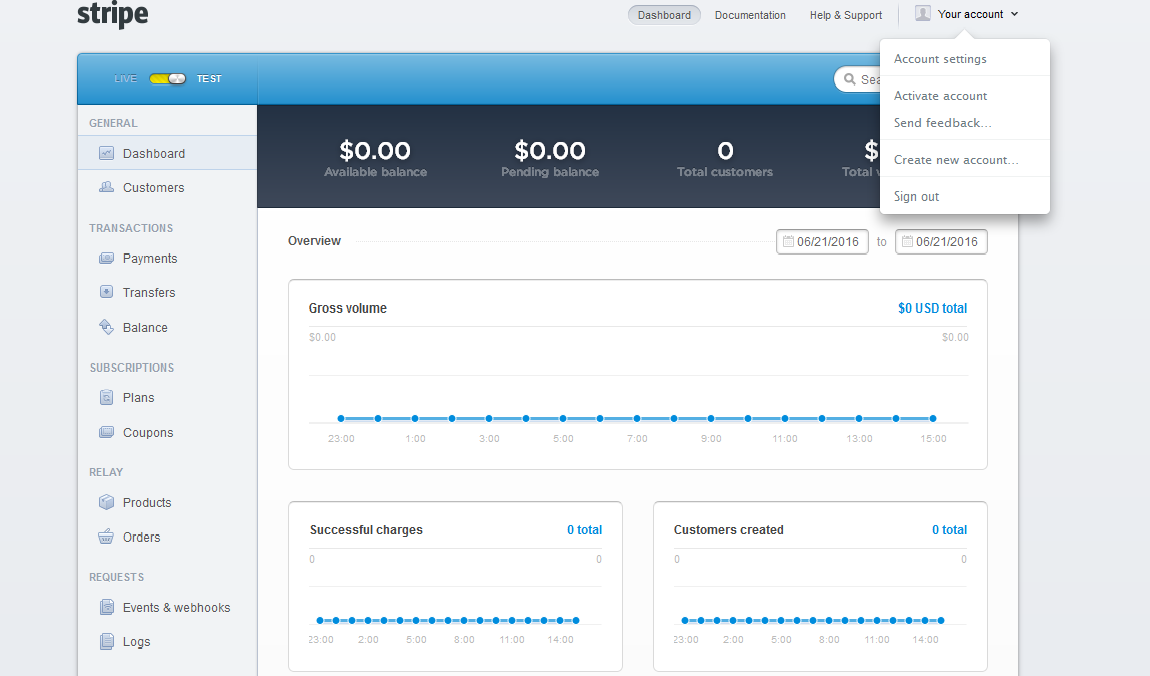 stripe
Dashboard Documentation Help & Support Your account
Account settings
Activate account
Send feedback...
Create new account...
Sign out
LIVE TEST
GENERAL
Dashboard
Customers
TRANSACTIONS
Payments
Transfers
Balance
SUBSCRIPTIONS
Plans
Coupons
RELAY
Products
Orders
REQUESTS
Events & webhooks
Logs
$0.00 $0.00 0 $
Available balance Pending balance Total customers Total
Overview 06/21/2016 to 06/21/2016
Gross volume $0 USD total
$0.00 $0.00
23:00 1:00 3:00 5:00 7:00 9:00 11:00 13:00 15:00
Successful charges 0 total
0 0
23:00 2:00 5:00 8:00 11:00 14:00
Customers created 0 total
0 0
23:00 2:00 5:00 8:00 11:00 14:00